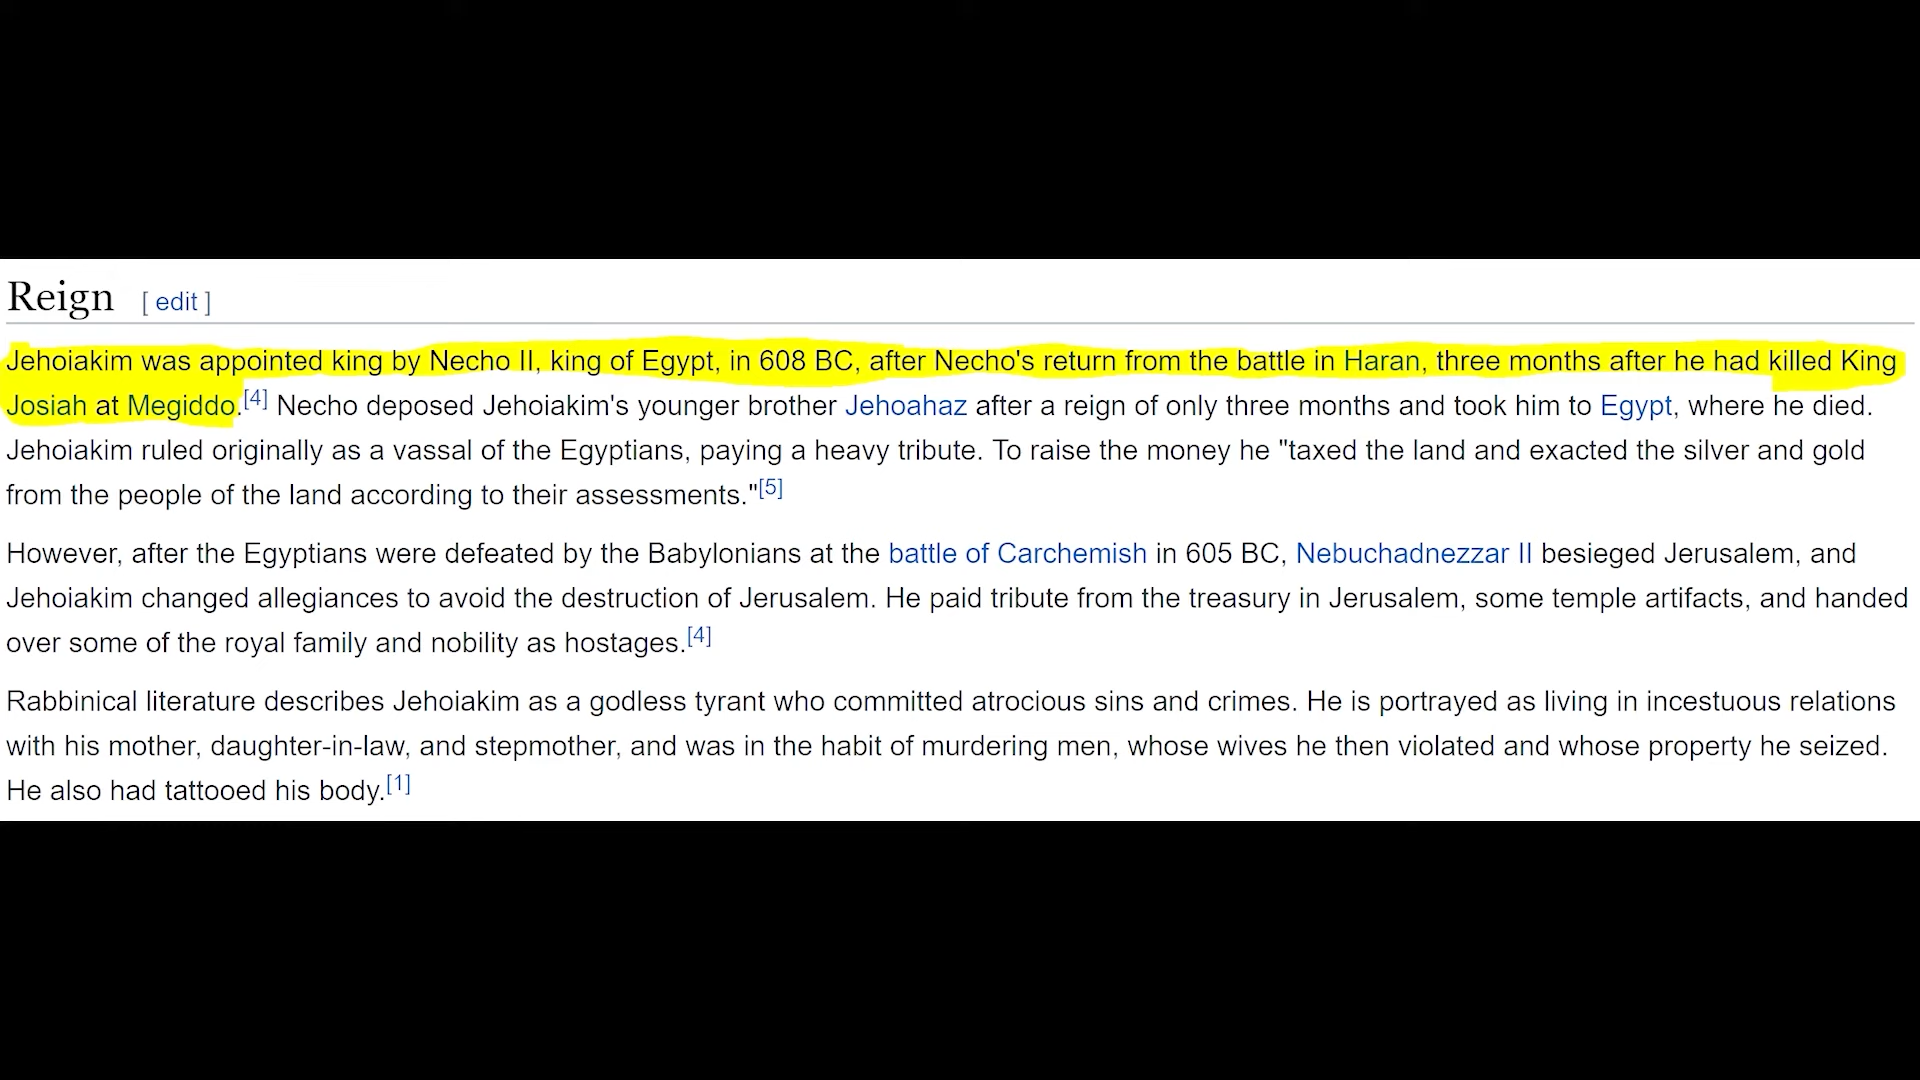 Reign [ edit ]
Jehoiakim was appointed king by Necho II, king of Egypt, in 608 BC, after Necho's return from the battle in Haran, three months after he had killed King
Josiah at Megiddo.[4] Necho deposed Jehoiakim's younger brother Jehoahaz after a reign of only three months and took him to Egypt, where he died.
Jehoiakim ruled originally as a vassal of the Egyptians, paying a heavy tribute. To raise the money he "taxed the land and exacted the silver and gold
from the people of the land according to their assessments."[5]
However, after the Egyptians were defeated by the Babylonians at the battle of Carchemish in 605 BC, Nebuchadnezzar II besieged Jerusalem, and
Jehoiakim changed allegiances to avoid the destruction of Jerusalem. He paid tribute from the treasury in Jerusalem, some temple artifacts, and handed
over some of the royal family and nobility as hostages.[4]
Rabbinical literature describes Jehoiakim as a godless tyrant who committed atrocious sins and crimes. He is portrayed as living in incestuous relations
with his mother, daughter-in-law, and stepmother, and was in the habit of murdering men, whose wives he then violated and whose property he seized.
He also had tattooed his body.[1]